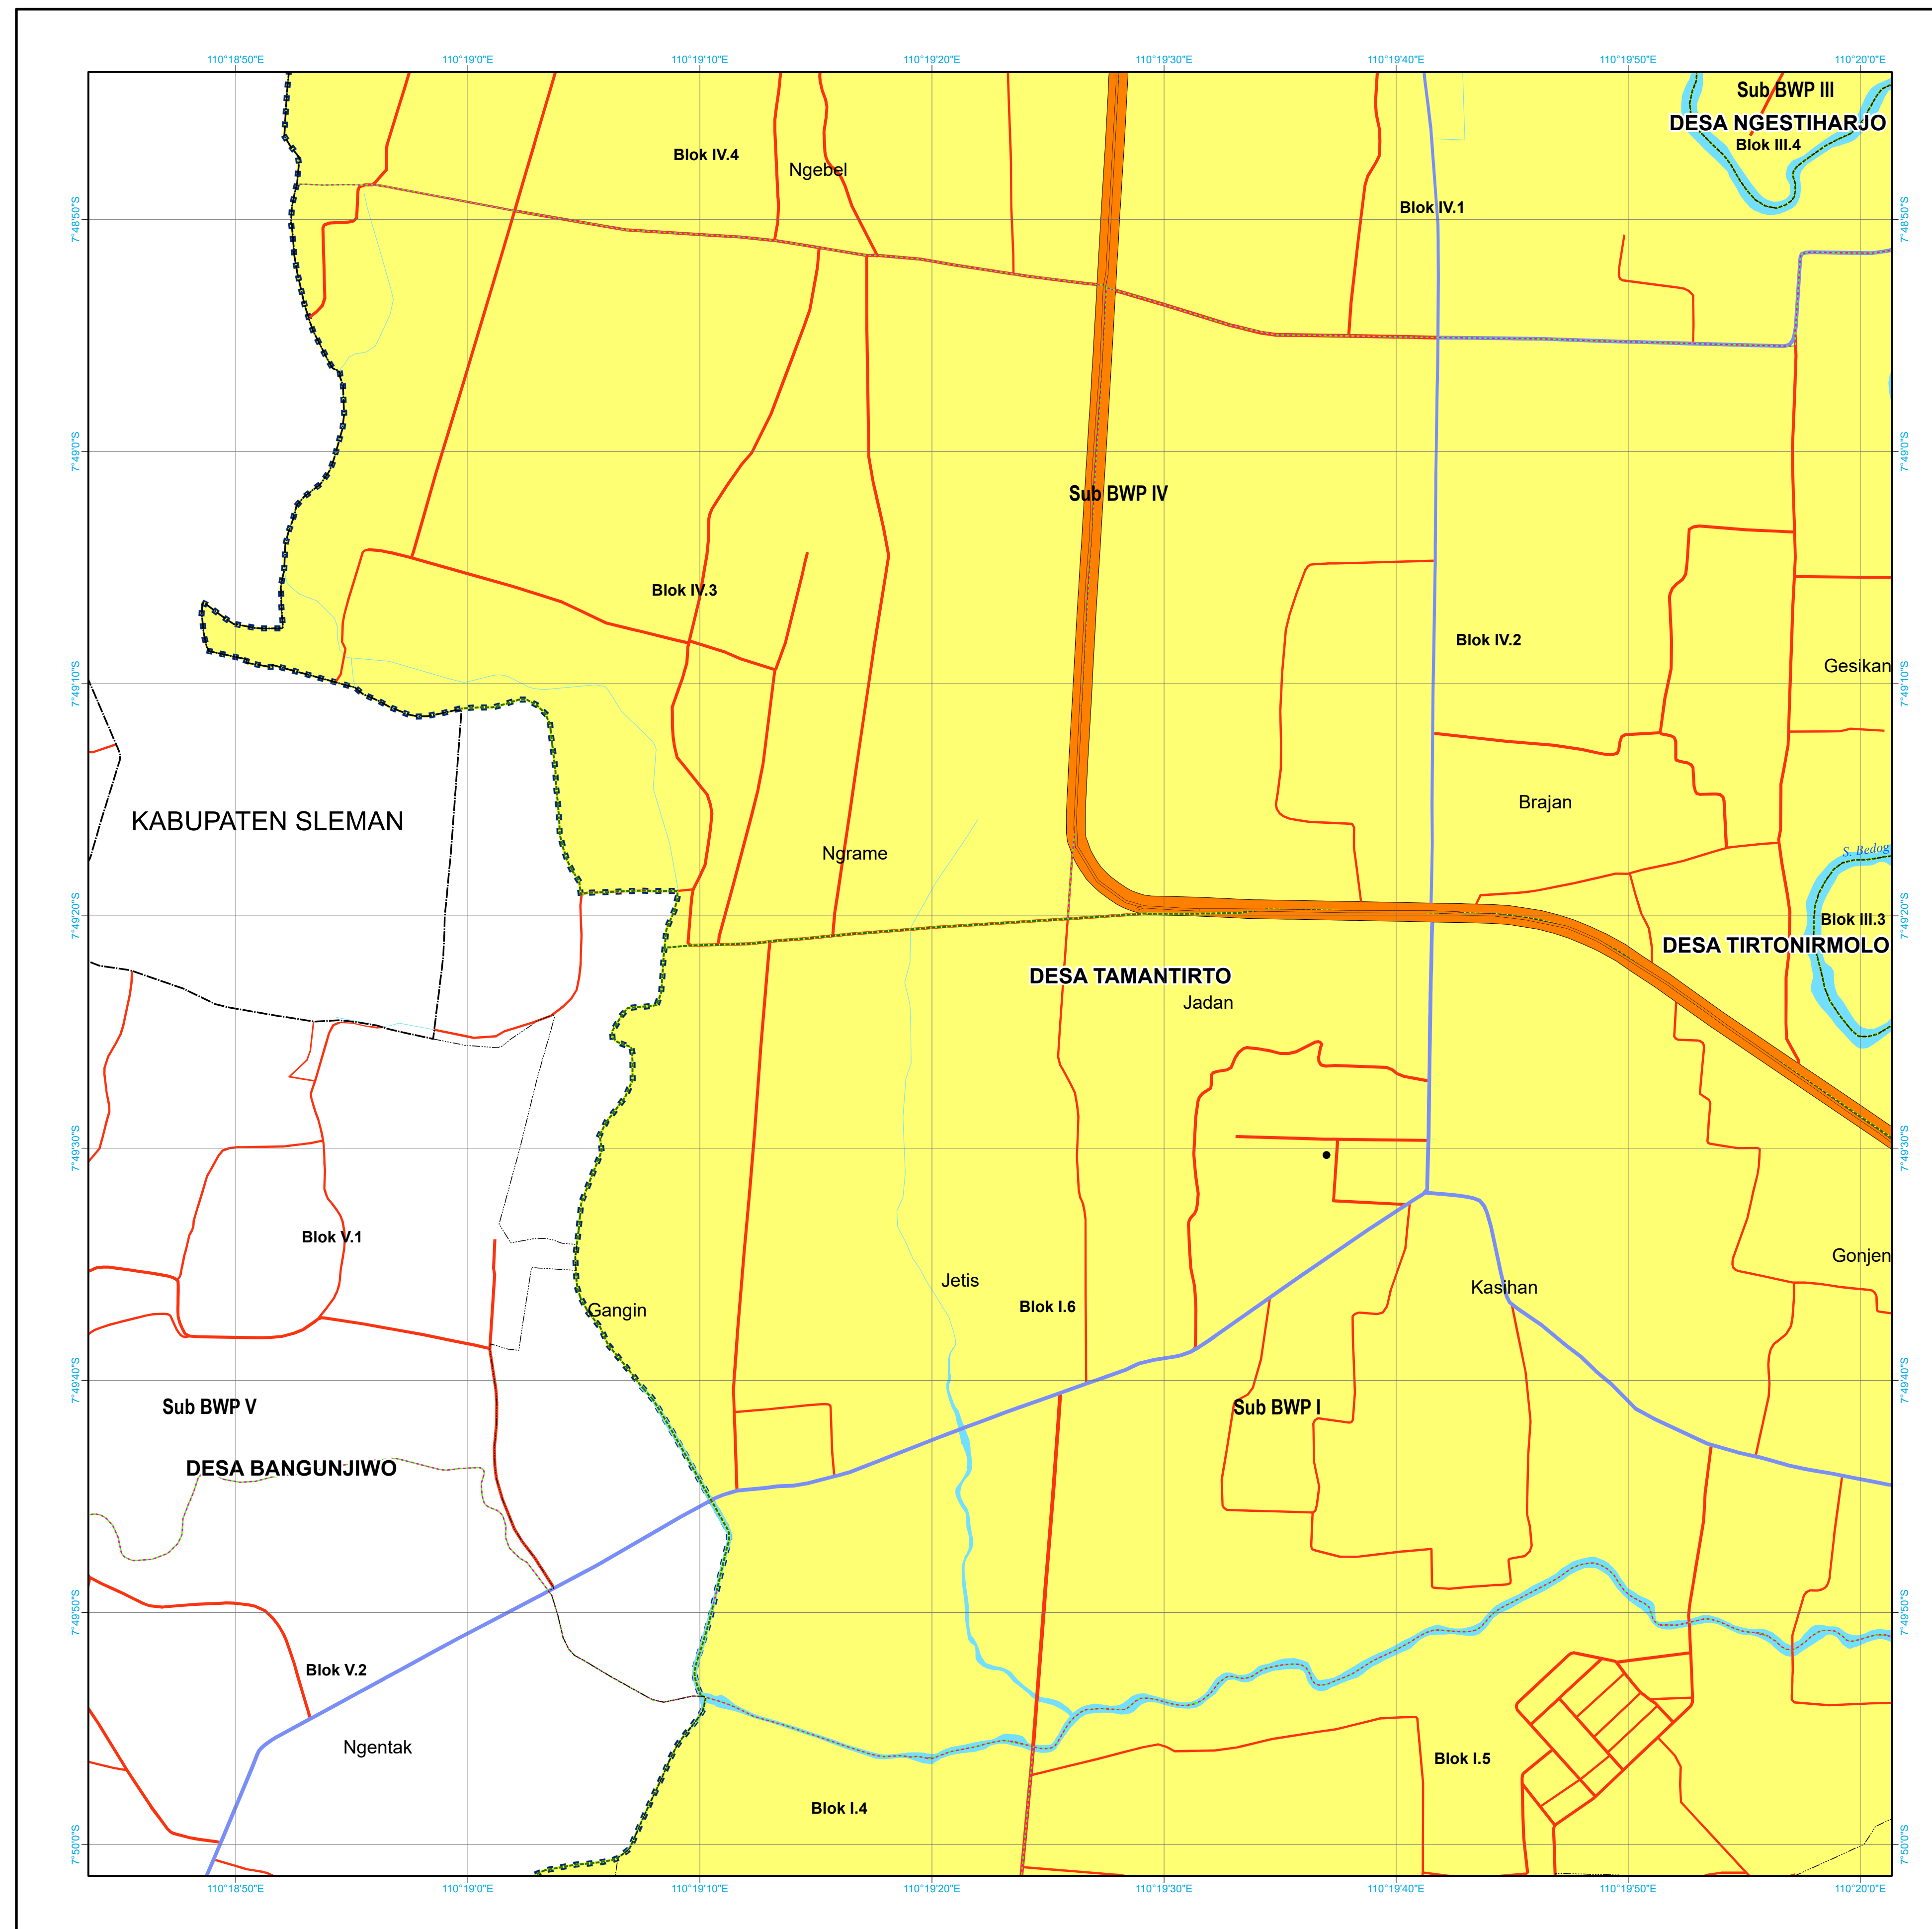 110°18'50"E
110°19'0"E
110°19'10"E
110°19'20"E
110°19'30"E
110°19'40"E
110°19'50"E
110°20'0"E
Sub BWP III
DESA NGESTIHARJO
Blok III.4
Blok IV.4
Ngebel
Blok IV.1
7°48'50"S
7°48'50"S
7°49'0"S
7°49'0"S
Sub BWP IV
Blok IV.3
Blok IV.2
Gesikan
7°49'10"S
7°49'10"S
Brajan
KABUPATEN SLEMAN
Ngrame
S. Bedog
7°49'20"S
Blok III.3
7°49'20"S
DESA TIRTONIRMOLO
DESA TAMANTIRTO
Jadan
7°49'30"S
7°49'30"S
Blok V.1
Gonjen
Jetis
Kasihan
Gangin
Blok I.6
7°49'40"S
7°49'40"S
Sub BWP V
Sub BWP I
DESA BANGUNJIWO
7°49'50"S
7°49'50"S
Blok V.2
Ngentak
Blok I.5
Blok I.4
7°50'0"S
7°50'0"S
110°18'50"E
110°19'0"E
110°19'10"E
110°19'20"E
110°19'30"E
110°19'40"E
110°19'50"E
110°20'0"E